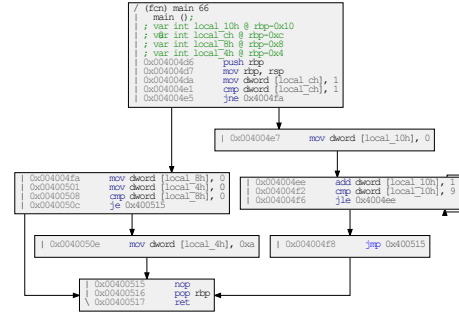 / (fcn) main 66
| main ();
| ; var int local_10h @ rbp-0x10
| ; var int local_ch @ rbp-0xc
| ; var int local_8h @ rbp-0x8
| ; var int local_4h @ rbp-0x4
| 0x004004d6 push rbp
| 0x004004d7 mov rbp, rsp
| 0x004004da mov dword [local_ch], 1
| 0x004004e1 cmp dword [local_ch], 1
| 0x004004e5 jne 0x4004fa
| 0x004004e7 mov dword [local_10h], 0
| 0x004004fa mov dword [local_8h], 0
| 0x00400501 mov dword [local_4h], 0
| 0x00400508 cmp dword [local_8h], 0
| 0x0040050c je 0x400515
| 0x004004ee add dword [local_10h], 1
| 0x004004f2 cmp dword [local_10h], 9
| 0x004004f6 jle 0x4004ee
| 0x0040050e mov dword [local_4h], 0xa
| 0x004004f8 jmp 0x400515
| 0x00400515 nop
| 0x00400516 pop rbp
\ 0x00400517 ret